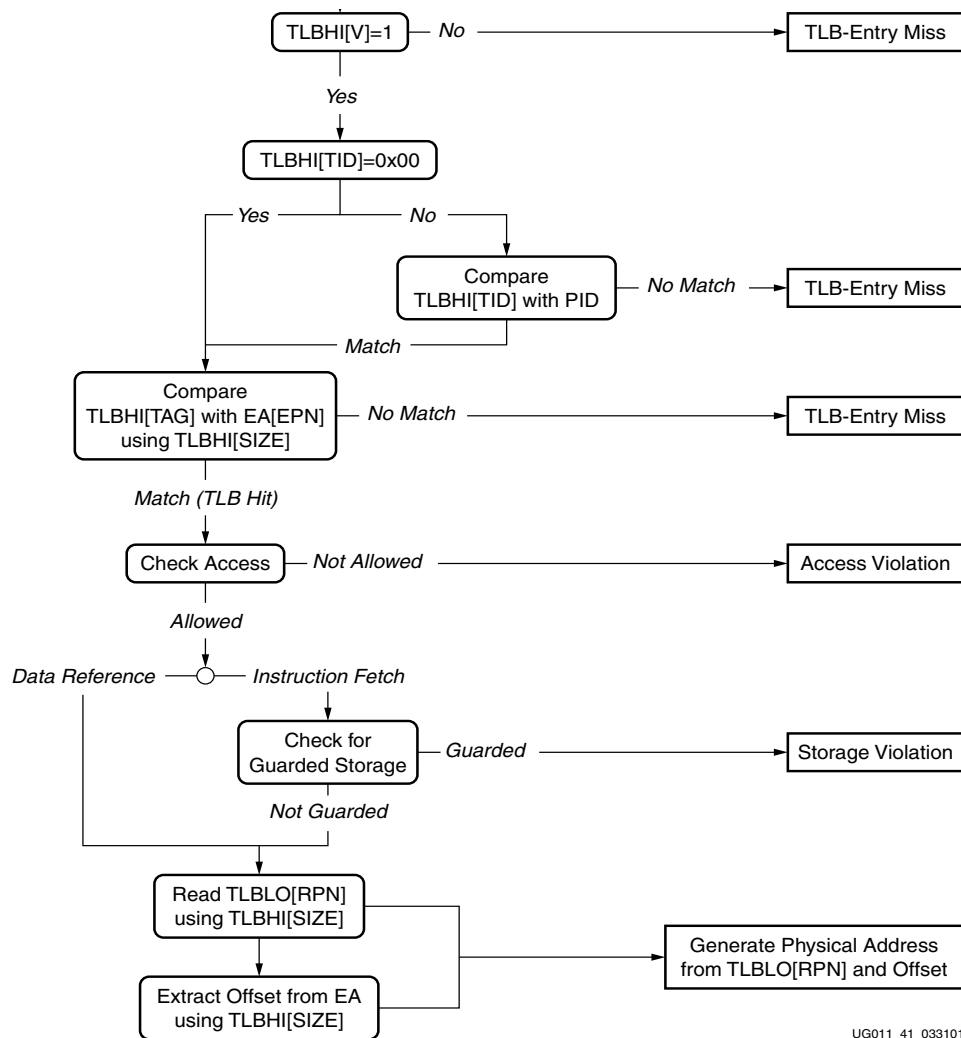 TLBHI[V]=1
No
TLB-Entry Miss
Yes
TLBHI[TID]=0x00
Yes
No
Compare
TLBHI[TID] with PID
No Match
TLB-Entry Miss
Match
Compare
TLBHI[TAG] with EA[EPN]
using TLBHI[SIZE]
No Match
TLB-Entry Miss
Match (TLB Hit)
Check Access
Not Allowed
Access Violation
Allowed
Data Reference
Instruction Fetch
Check for
Guarded Storage
Guarded
Storage Violation
Not Guarded
Read TLBLO[RPN]
using TLBHI[SIZE]
Generate Physical Address
from TLBLO[RPN] and Offset
Extract Offset from EA
using TLBHI[SIZE]
UG011_41_033101